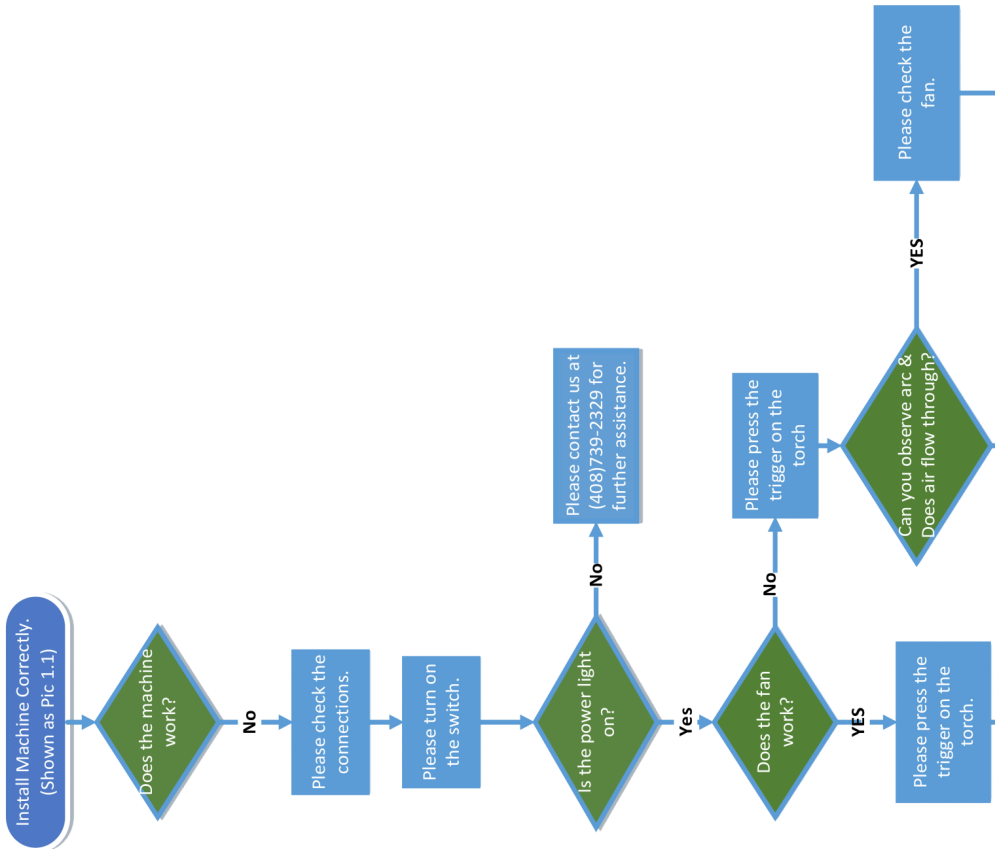 Install Machine Correctly.
(Shown as Pic 1.1)
Does the machine
work?
No
Please check the
connections.
Please turn on
the switch.
Is the power light
on?
No
Please contact us at
(408)739-2329 for
further assistance.
Yes
Does the fan
work?
No
Please press the
trigger on the
torch
YES
Please press the
trigger on the
torch.
Can you observe arc &
Does air flow through?
YES
Please check the
fan.